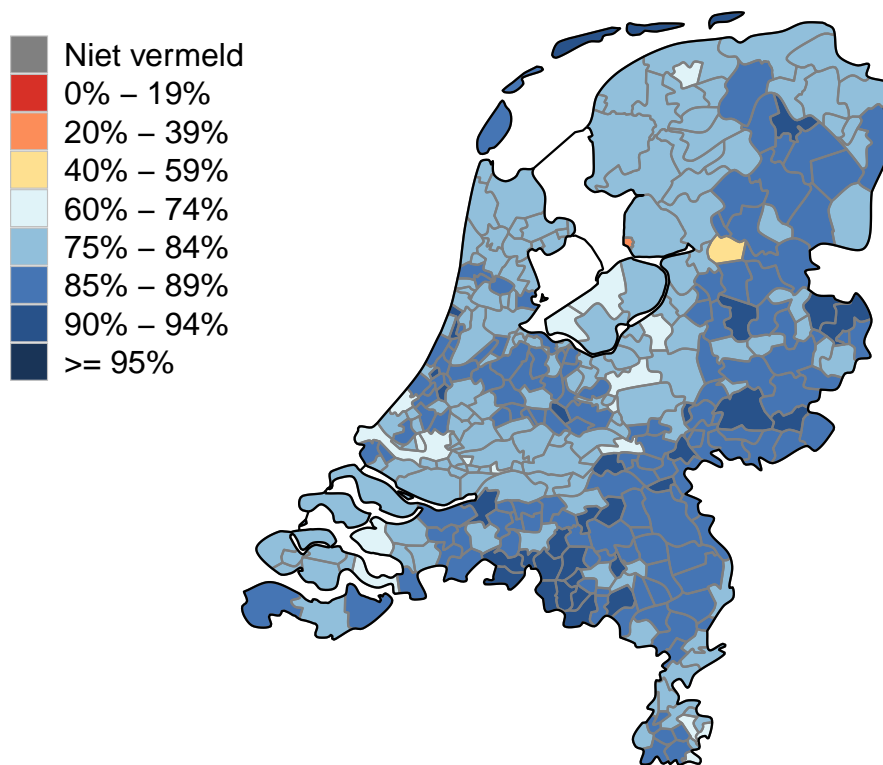 Niet vermeld
0% – 19%
20% – 39%
40% – 59%
60% – 74%
75% – 84%
85% – 89%
90% – 94%
>= 95%